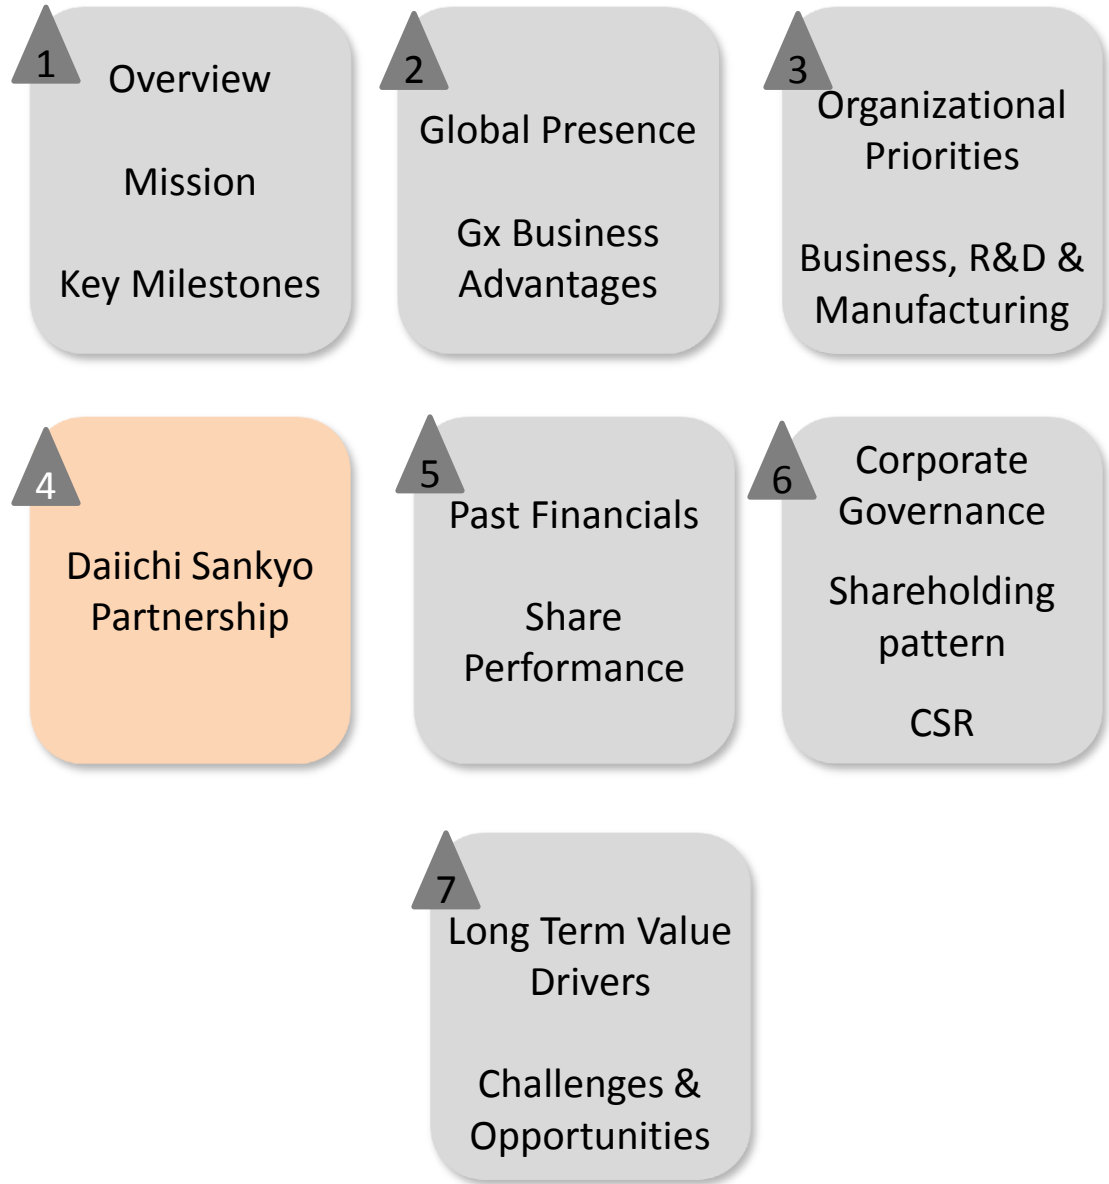 1
Overview
Mission
Key Milestones
2
Global Presence
Gx Business
Advantages
3
Organizational
Priorities
Business, R&D &
Manufacturing
4
Daiichi Sankyo
Partnership
5
Past Financials
Share
Performance
6
Corporate
Governance
Shareholding
pattern
CSR
7
Long Term Value
Drivers
Challenges &
Opportunities